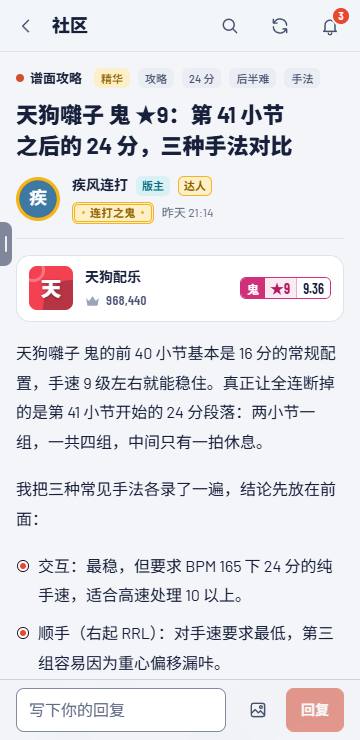 社区
3
谱面攻略 精华 攻略 24 分 后半难 手法
天狗囃子 鬼 ★9：第 41 小节
之后的 24 分，三种手法对比
疾 疾风连打 版主 达人
连打之鬼 昨天 21:14
天 天狗配乐
968,440
鬼 ★9 9.36
天狗囃子 鬼的前 40 小节基本是 16 分的常规配
置，手速 9 级左右就能稳住。真正让全连断掉
的是第 41 小节开始的 24 分段落：两小节一
组，一共四组，中间只有一拍休息。
我把三种常见手法各录了一遍，结论先放在前
面：
交互：最稳，但要求 BPM 165 下 24 分的纯
手速，适合高速处理 10 以上。
顺手（右起 RRL）：对手速要求最低，第三
组容易因为重心偏移漏咔。
写下你的回复 回复